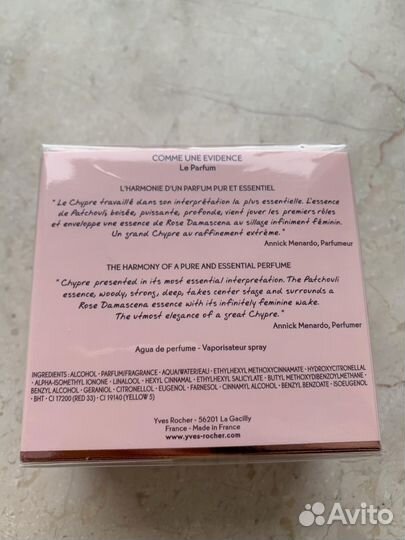 COMME UNE EVIDENCE
Le Parfum
L'HARMONIE D'UN PARFUM PUR ET ESSENTIEL
" Le Chypre travaillé dans son interprétation la plus essentielle. L'essence
de Patchouli, boisée, puissante, profonde, vient jouer les premiers rôles
et enveloppe une essence de Rose Damascena au sillage infiniment féminin.
Un grand Chypre au raffinement extrême. "
Annick Menardo, Parfumeur
THE HARMONY OF A PURE AND ESSENTIAL PERFUME
" Chypre presented in its most essential interpretation. The Patchouli
essence, woody, strong, deep, takes center stage and surrounds a
Rose Damascena essence with its infinitely feminine wake.
The utmost elegance of a great Chypre. "
Annick Menardo, Perfumer
Agua de perfume - Vaporisateur spray
INGREDIENTS: ALCOHOL • PARFUM/FRAGRANCE • AQUA/WATER/EAU • ETHYLHEXYL METHOXYCINNAMATE • HYDROXYCITRONELLAL
• ALPHA-ISOMETHYL IONONE • LINALOOL • HEXYL CINNAMAL • ETHYLHEXYL SALICYLATE • BUTYL METHOXYDIBENZOYLMETHANE •
BENZYL ALCOHOL • GERANIOL • CITRONELLOL • EUGENOL • FARNESOL • CINNAMYL ALCOHOL • BENZYL BENZOATE • ISOEUGENOL
• BHT • CI 17200 (RED 33) • CI 19140 (YELLOW 5)
Yves Rocher - 56201 La Gacilly
France - Made in France
www.yves-rocher.com
Avito